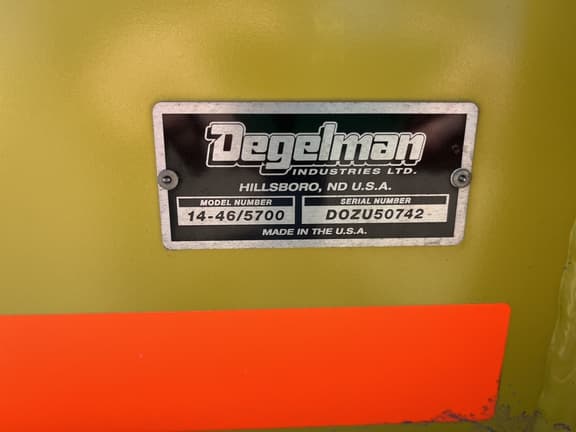 Degelman
INDUSTRIES LTD.
HILLSBORO, ND U.S.A.
MODEL NUMBER SERIAL NUMBER
14-46/5700 DOZU50742
MADE IN THE U.S.A.